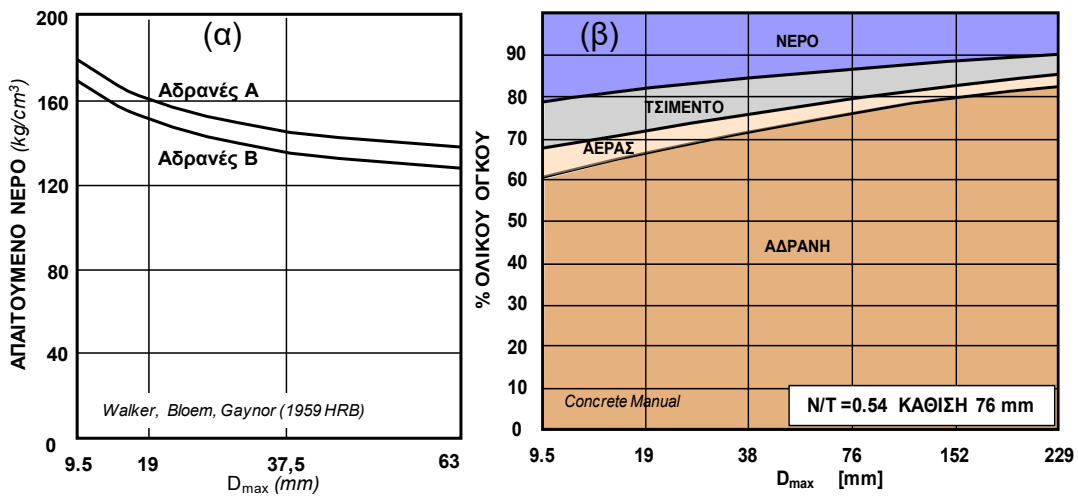 (α)
ΑΠΑΙΤΟΥΜΕΝΟ ΝΕΡΟ (kg/cm³)
200
160
120
80
40
0
Αδρανές Α
Αδρανές Β
Walker, Bloem, Gaynor (1959 HRB)
9.5 19 37,5 63
Dmax (mm)
(β)
% ΟΛΙΚΟΥ ΟΓΚΟΥ
90
80
70
60
50
40
30
20
10
0
ΝΕΡΟ
ΤΣΙΜΕΝΤΟ
ΑΕΡΑΣ
ΑΔΡΑΝΗ
Concrete Manual
Ν/Τ =0.54 ΚΑΘΙΣΗ 76 mm
9.5 19 38 76 152 229
Dmax [mm]